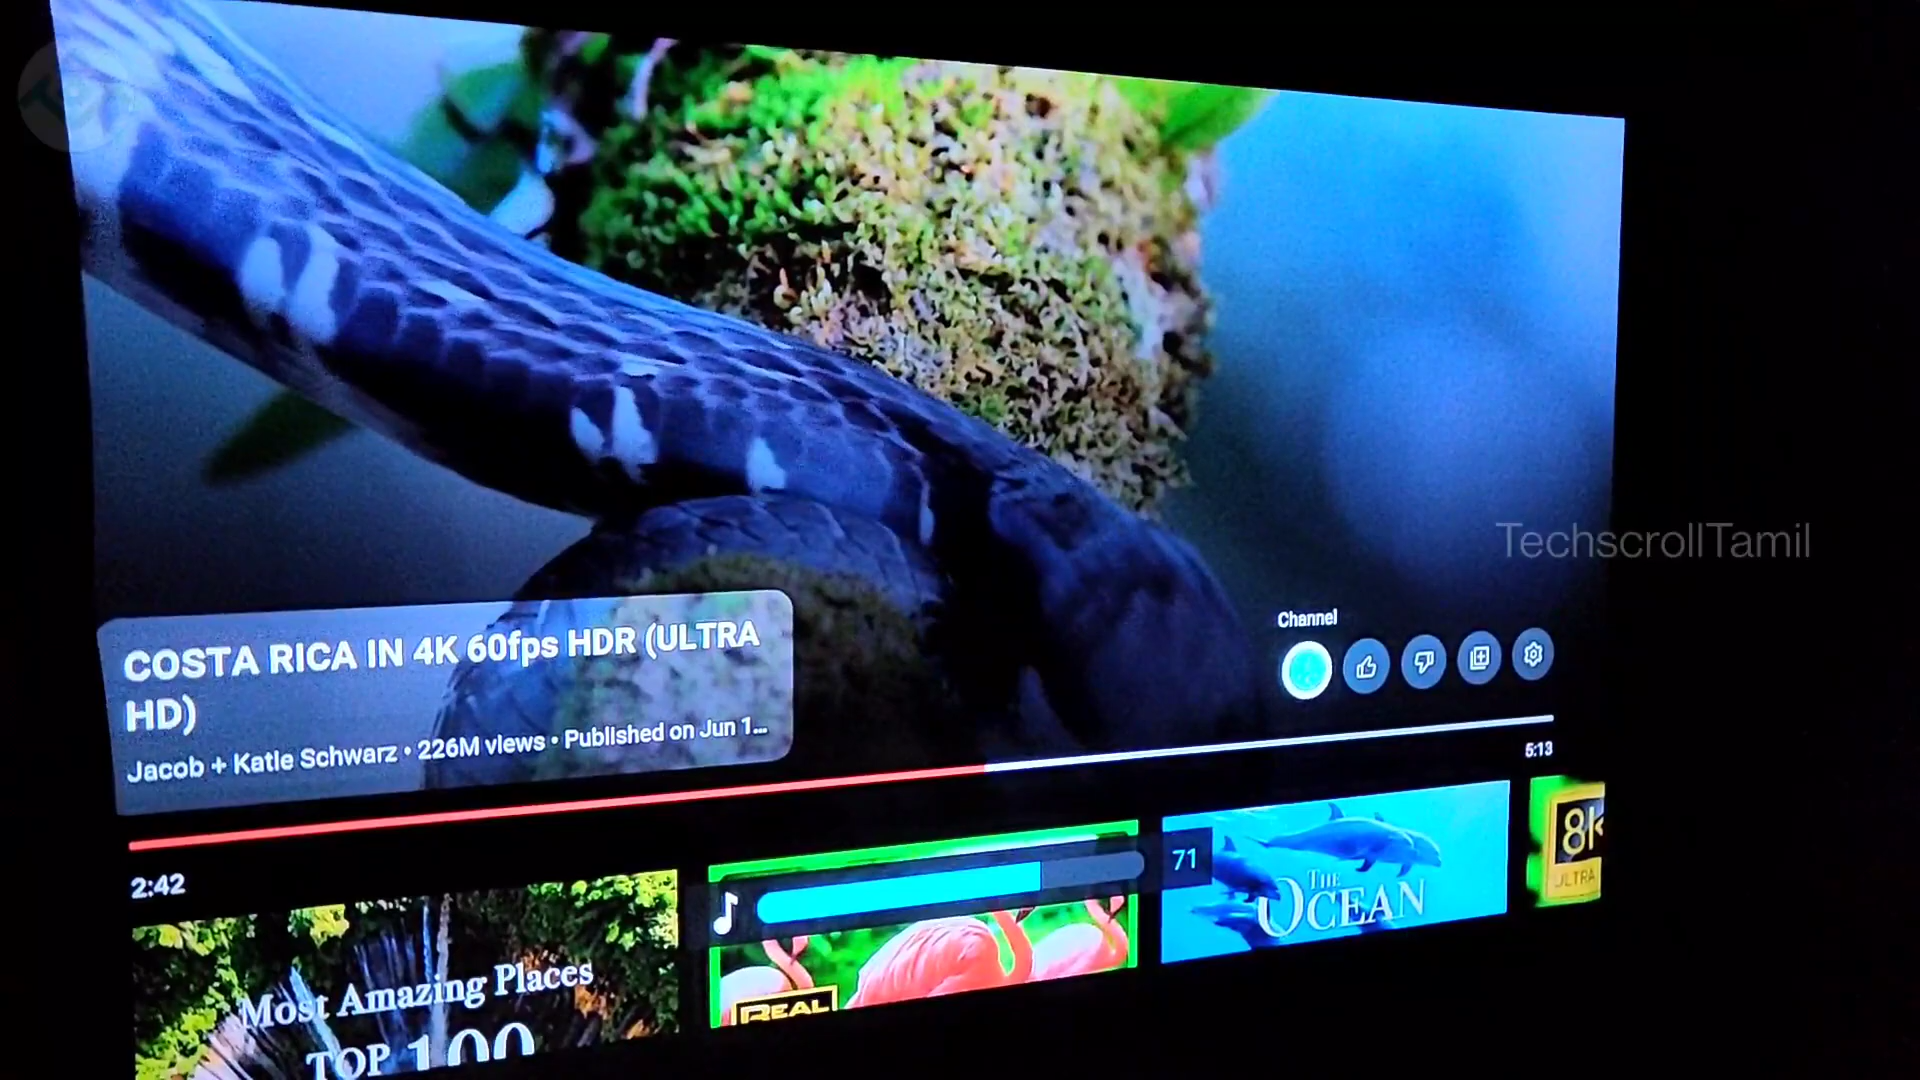 TechscrollTamil
Channel
COSTA RICA IN 4K 60fps HDR (ULTRA
HD)
Jacob + Katie Schwarz • 226M views • Published on Jun 1...
5:13
2:42
71
8K
ULTRA
THE
OCEAN
Most Amazing Places
TOP 100
REAL